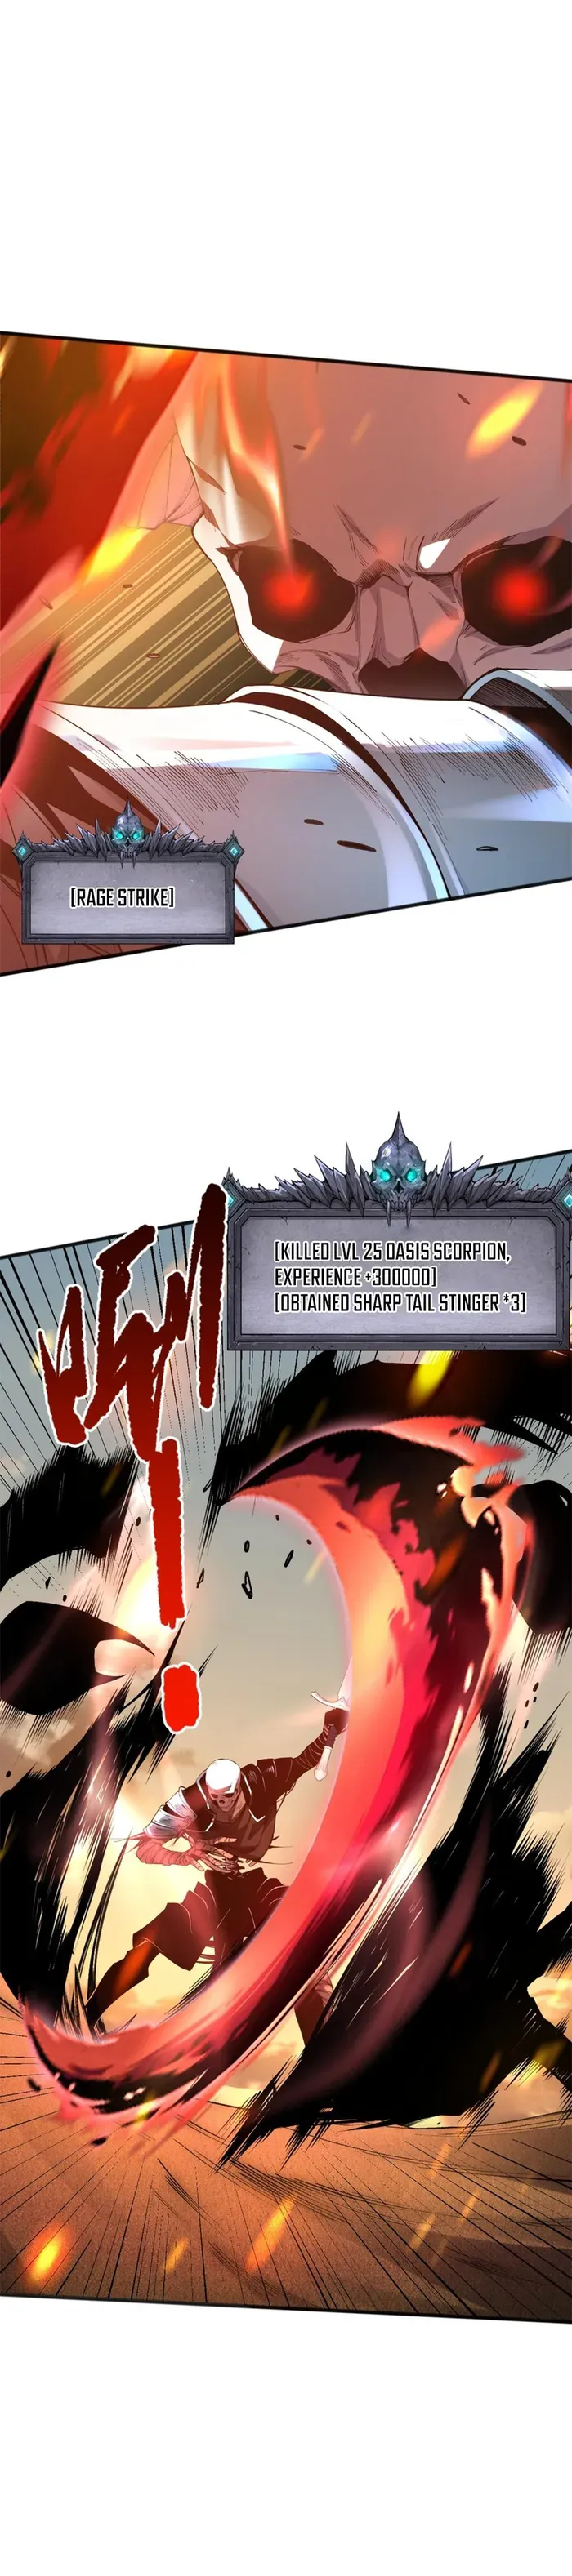 [RAGE STRIKE]
[KILLED LVL 25 OASIS SCORPION,
EXPERIENCE +300000]
[OBTAINED SHARP TAIL STINGER *3]